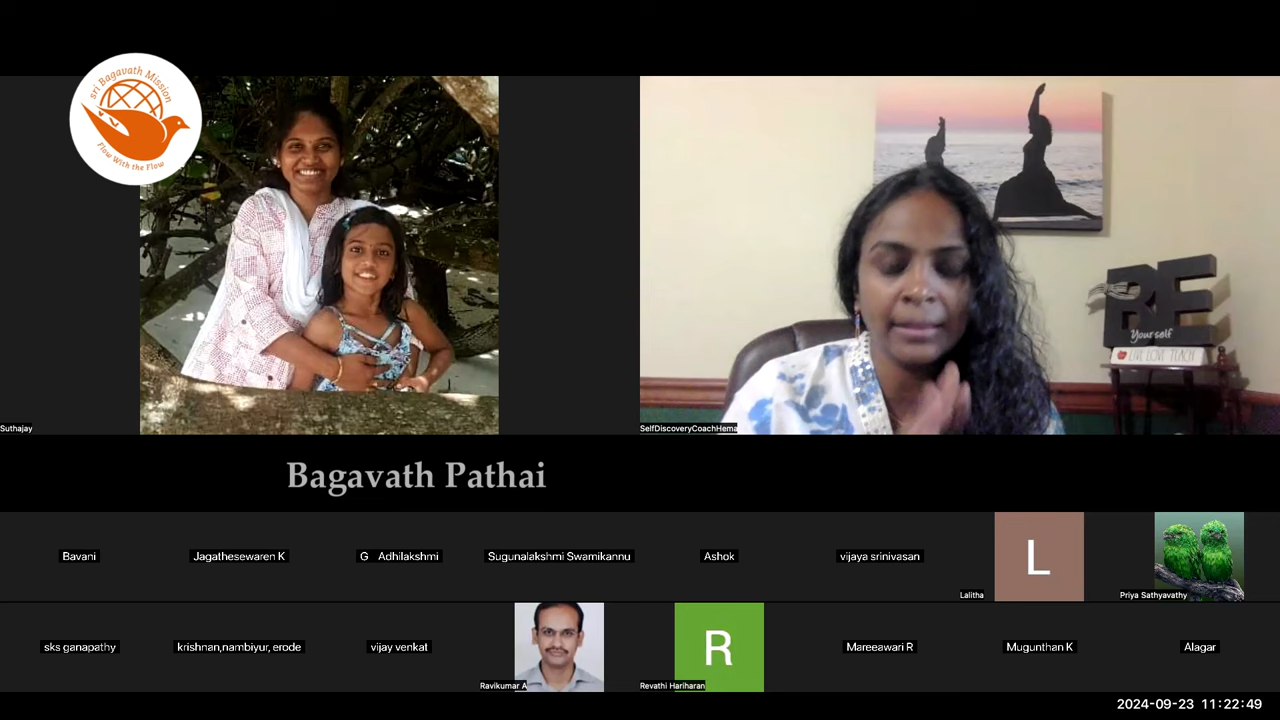 sri Bagavath Mission
Flow With the Flow
BE
Yourself
LIVE LOVE TEACH
Suthajay
SelfDiscoveryCoachHema
Bagavath Pathai
Bavani
Jagathesewaren K
G Adhilakshmi
Sugunalakshmi Swamikannu
Ashok
vijaya srinivasan
L
Lalitha
Priya Sathyavathy
sks ganapathy
krishnan,nambiyur, erode
vijay venkat
Ravikumar A
R
Revathi Hariharan
Mareeawari R
Mugunthan K
Alagar
2024-09-23 11:22:49